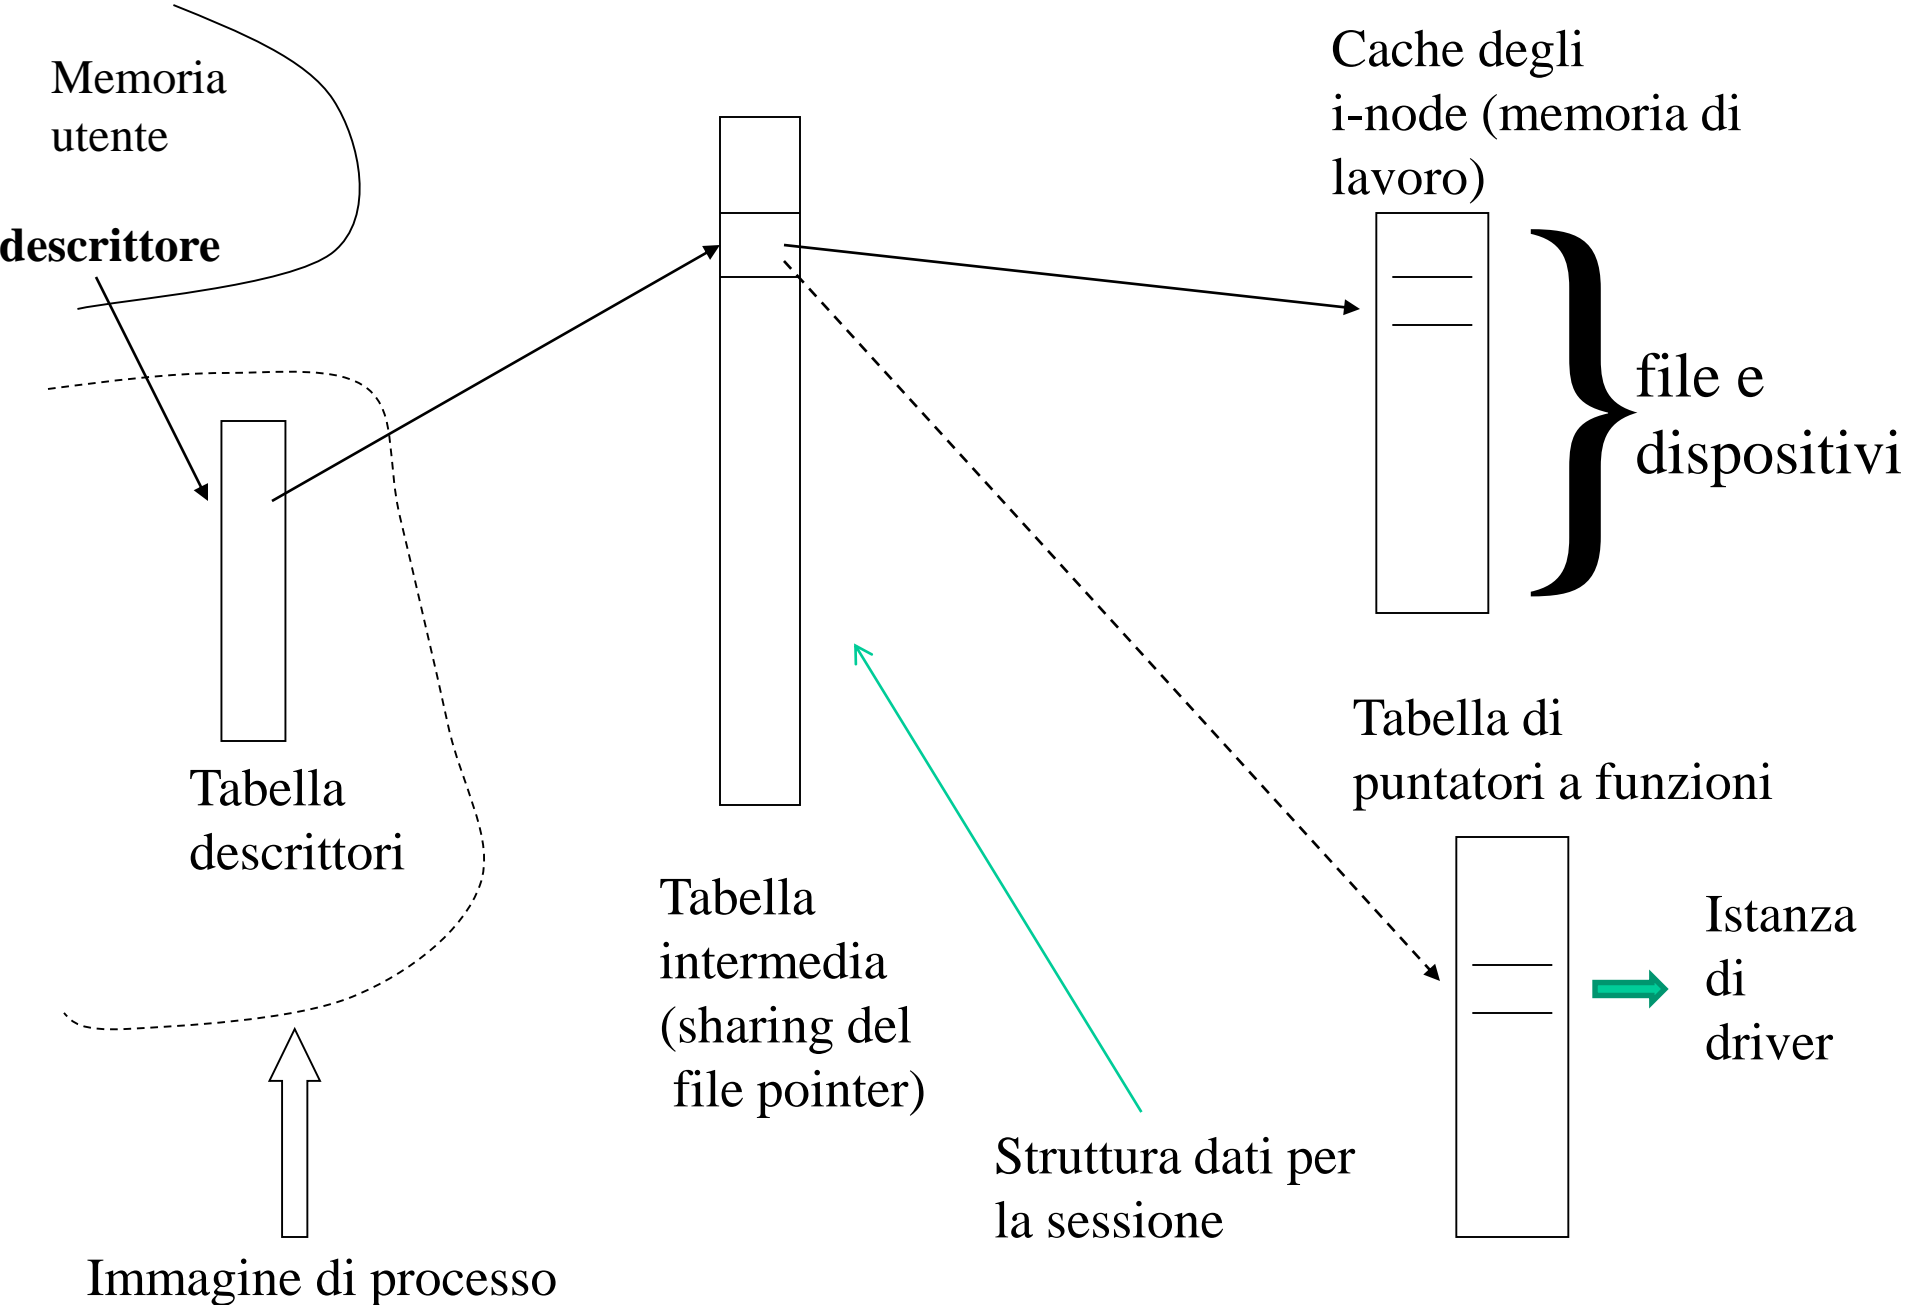 Memoria
utente
descrittore
Tabella
descrittori
Immagine di processo
Tabella
intermedia
(sharing del
file pointer)
Struttura dati per
la sessione
Cache degli
i-node (memoria di
lavoro)
file e
dispositivi
Tabella di
puntatori a funzioni
Istanza
di
driver